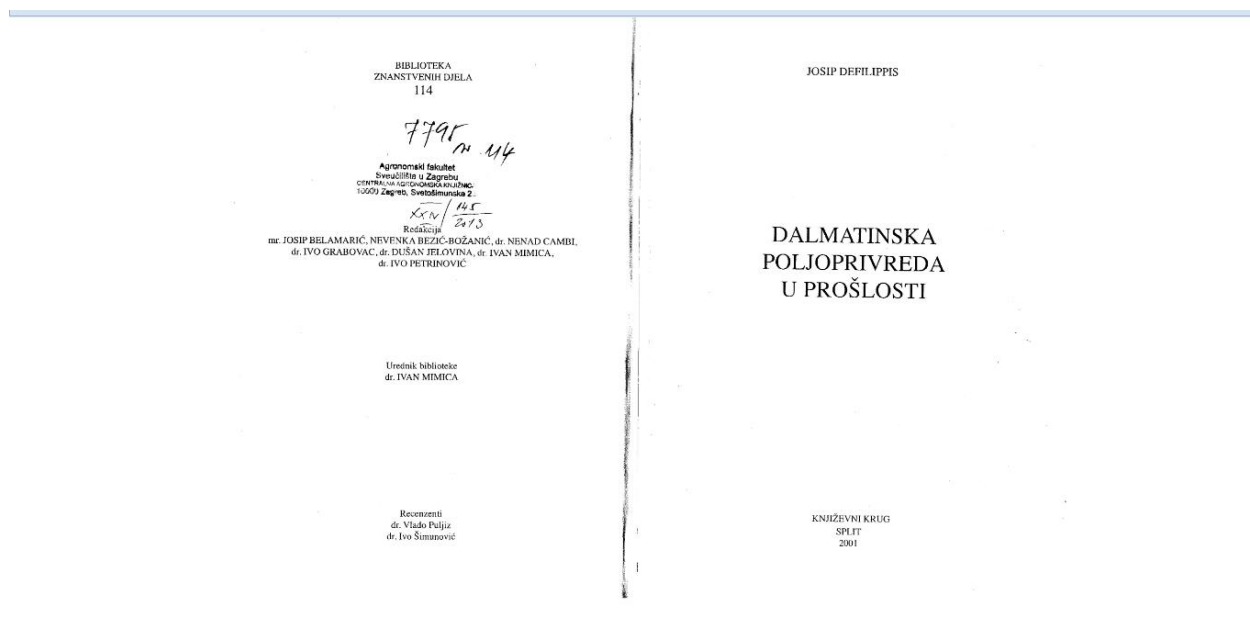 BIBLIOTEKA
ZNANSTVENIH DJELA
114
7795
114
Agronomski fakultet
Sveučilišta u Zagrebu
CENTRALNA AGRONOMSKA KNJIŽNIC.
10000 Zagreb, Svetošimunska 2
XXIV/145
2013
Redakcija
mr. JOSIP BELAMARIĆ, NEVENKA BEZIĆ-BOŽANIĆ, dr. NENAD CAMBI,
dr. IVO GRABOVAC, dr. DUŠAN JELOVINA, dr. IVAN MIMICA,
dr. IVO PETRINOVIĆ
Urednik biblioteke
dr. IVAN MIMICA
Recenzenti
dr. Vlado Puljiz
dr. Ivo Šimunović
JOSIP DEFILIPPIS
DALMATINSKA
POLJOPRIVREDA
U PROŠLOSTI
KNJIŽEVNI KRUG
SPLIT
2001